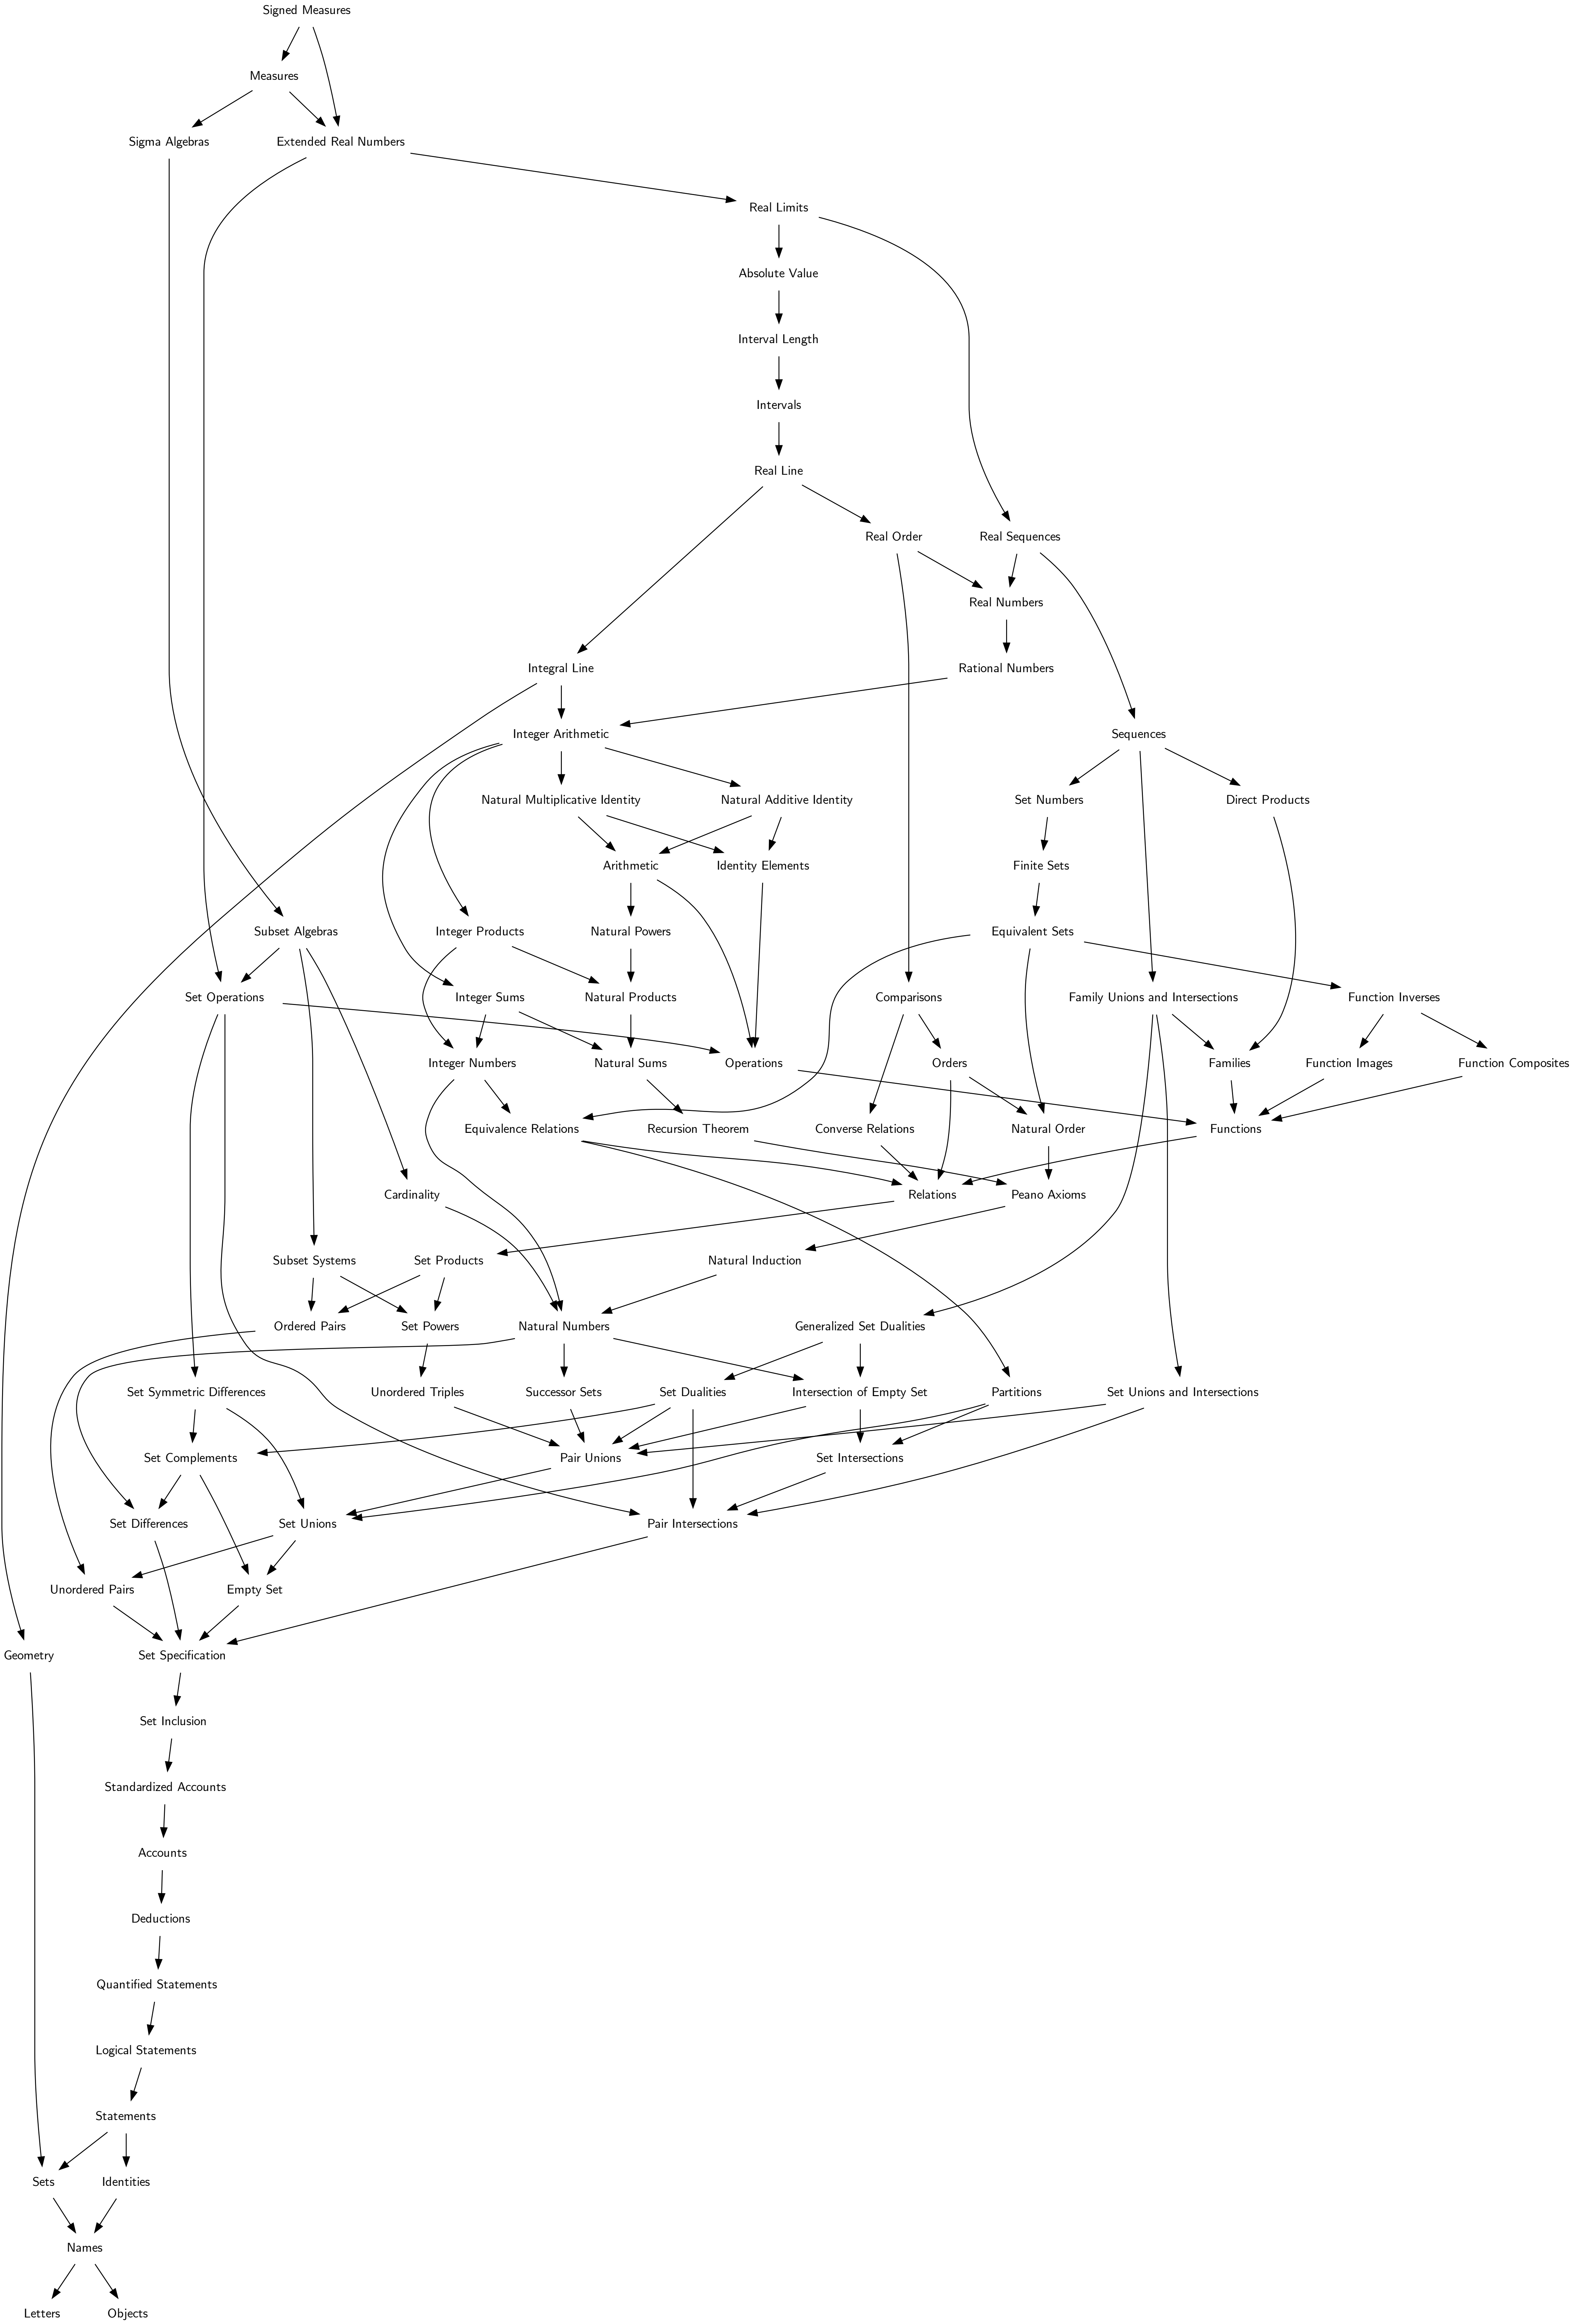 Signed Measures
Measures
Sigma Algebras
Extended Real Numbers
Real Limits
Absolute Value
Interval Length
Intervals
Real Line
Real Order
Real Sequences
Real Numbers
Integral Line
Rational Numbers
Integer Arithmetic
Sequences
Natural Multiplicative Identity
Natural Additive Identity
Set Numbers
Direct Products
Arithmetic
Identity Elements
Finite Sets
Subset Algebras
Integer Products
Natural Powers
Equivalent Sets
Set Operations
Integer Sums
Natural Products
Comparisons
Family Unions and Intersections
Function Inverses
Integer Numbers
Natural Sums
Operations
Orders
Families
Function Images
Function Composites
Equivalence Relations
Recursion Theorem
Converse Relations
Natural Order
Functions
Cardinality
Relations
Peano Axioms
Subset Systems
Set Products
Natural Induction
Ordered Pairs
Set Powers
Natural Numbers
Generalized Set Dualities
Set Symmetric Differences
Unordered Triples
Successor Sets
Set Dualities
Intersection of Empty Set
Partitions
Set Unions and Intersections
Set Complements
Pair Unions
Set Intersections
Set Differences
Set Unions
Pair Intersections
Unordered Pairs
Empty Set
Geometry
Set Specification
Set Inclusion
Standardized Accounts
Accounts
Deductions
Quantified Statements
Logical Statements
Statements
Sets
Identities
Names
Letters
Objects